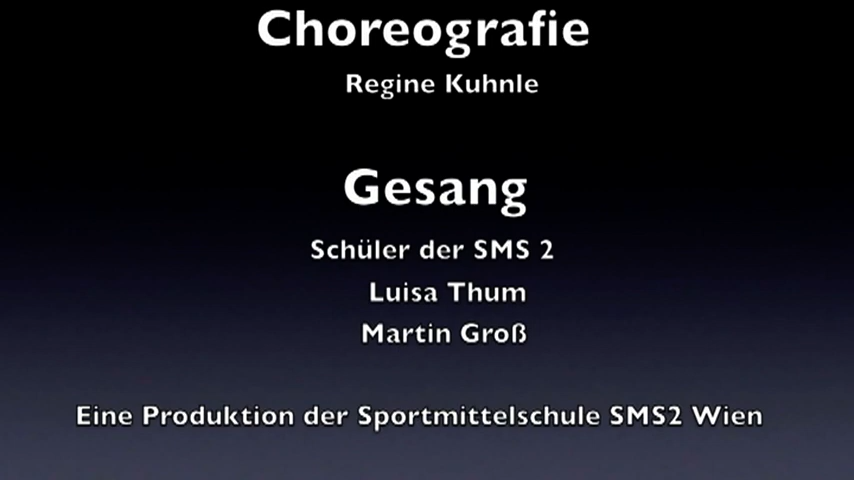 Choreografie
Regine Kuhnle
Gesang
Schüler der SMS 2
Luisa Thum
Martin Groß
Eine Produktion der Sportmittelschule SMS2 Wien